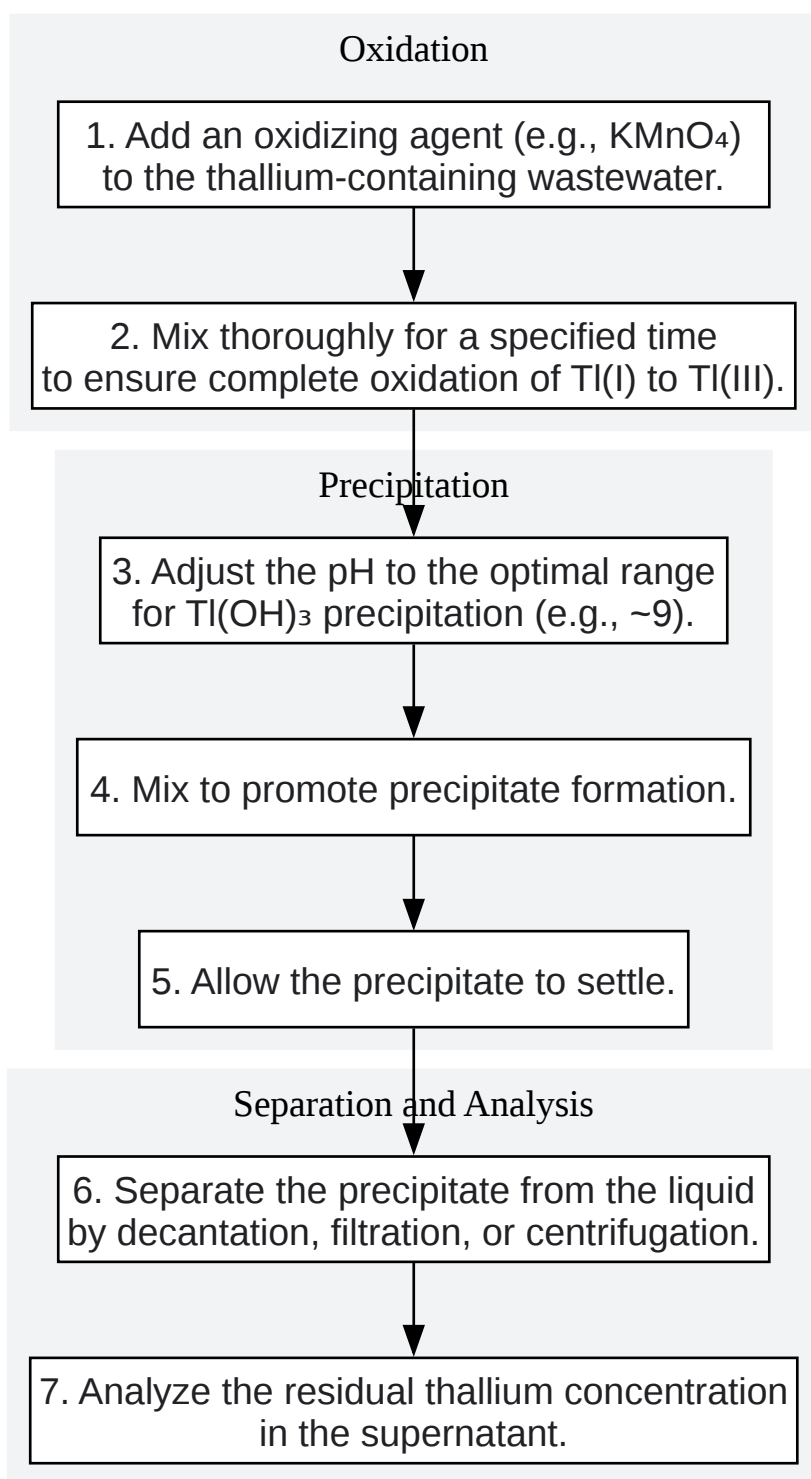 Oxidation
1. Add an oxidizing agent (e.g., KMnO₄)
to the thallium-containing wastewater.
2. Mix thoroughly for a specified time
to ensure complete oxidation of Tl(I) to Tl(III).
Precipitation
3. Adjust the pH to the optimal range
for Tl(OH)₃ precipitation (e.g., ~9).
4. Mix to promote precipitate formation.
5. Allow the precipitate to settle.
Separation and Analysis
6. Separate the precipitate from the liquid
by decantation, filtration, or centrifugation.
7. Analyze the residual thallium concentration
in the supernatant.